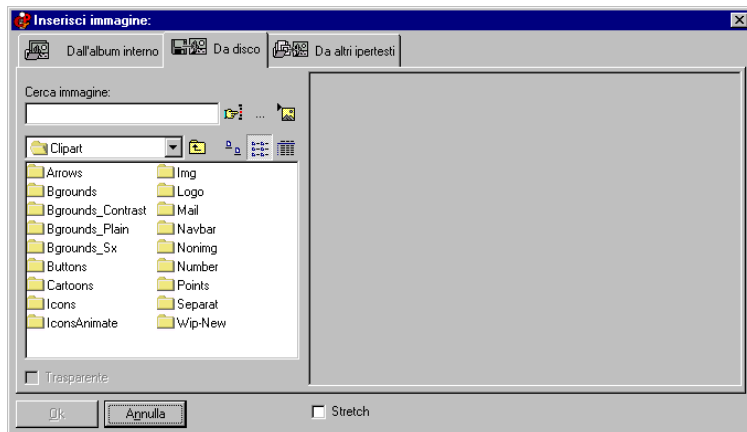 Inserisci immagine:
Dall'album interno
Da disco
Da altri ipertesti
Cerca immagine:
...
Clipart
Arrows
Bgrounds
Bgrounds_Contrast
Bgrounds_Plain
Bgrounds_Sx
Buttons
Cartoons
Icons
IconsAnimate
Img
Logo
Mail
Navbar
Nonimg
Number
Points
Separat
Wip-New
Trasparente
Ok
Annulla
Stretch